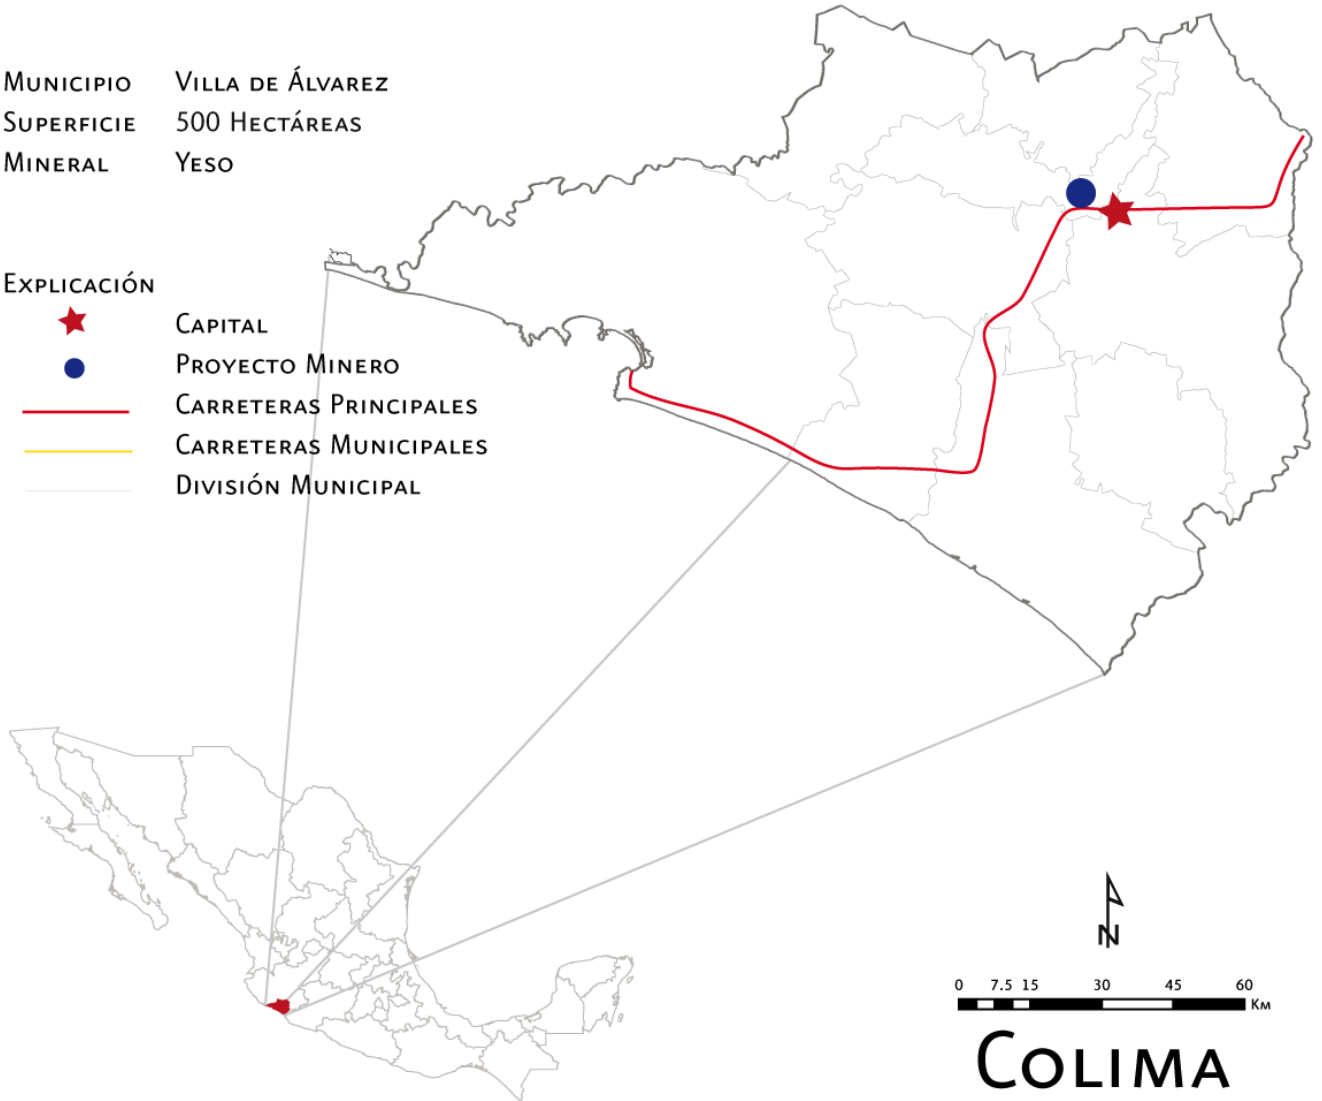 Municipio Villa de Álvarez
Superficie 500 Hectáreas
Mineral Yeso
Explicación
Capital
Proyecto Minero
Carreteras Principales
Carreteras Municipales
División Municipal
N
0 7.5 15 30 45 60
Km
Colima